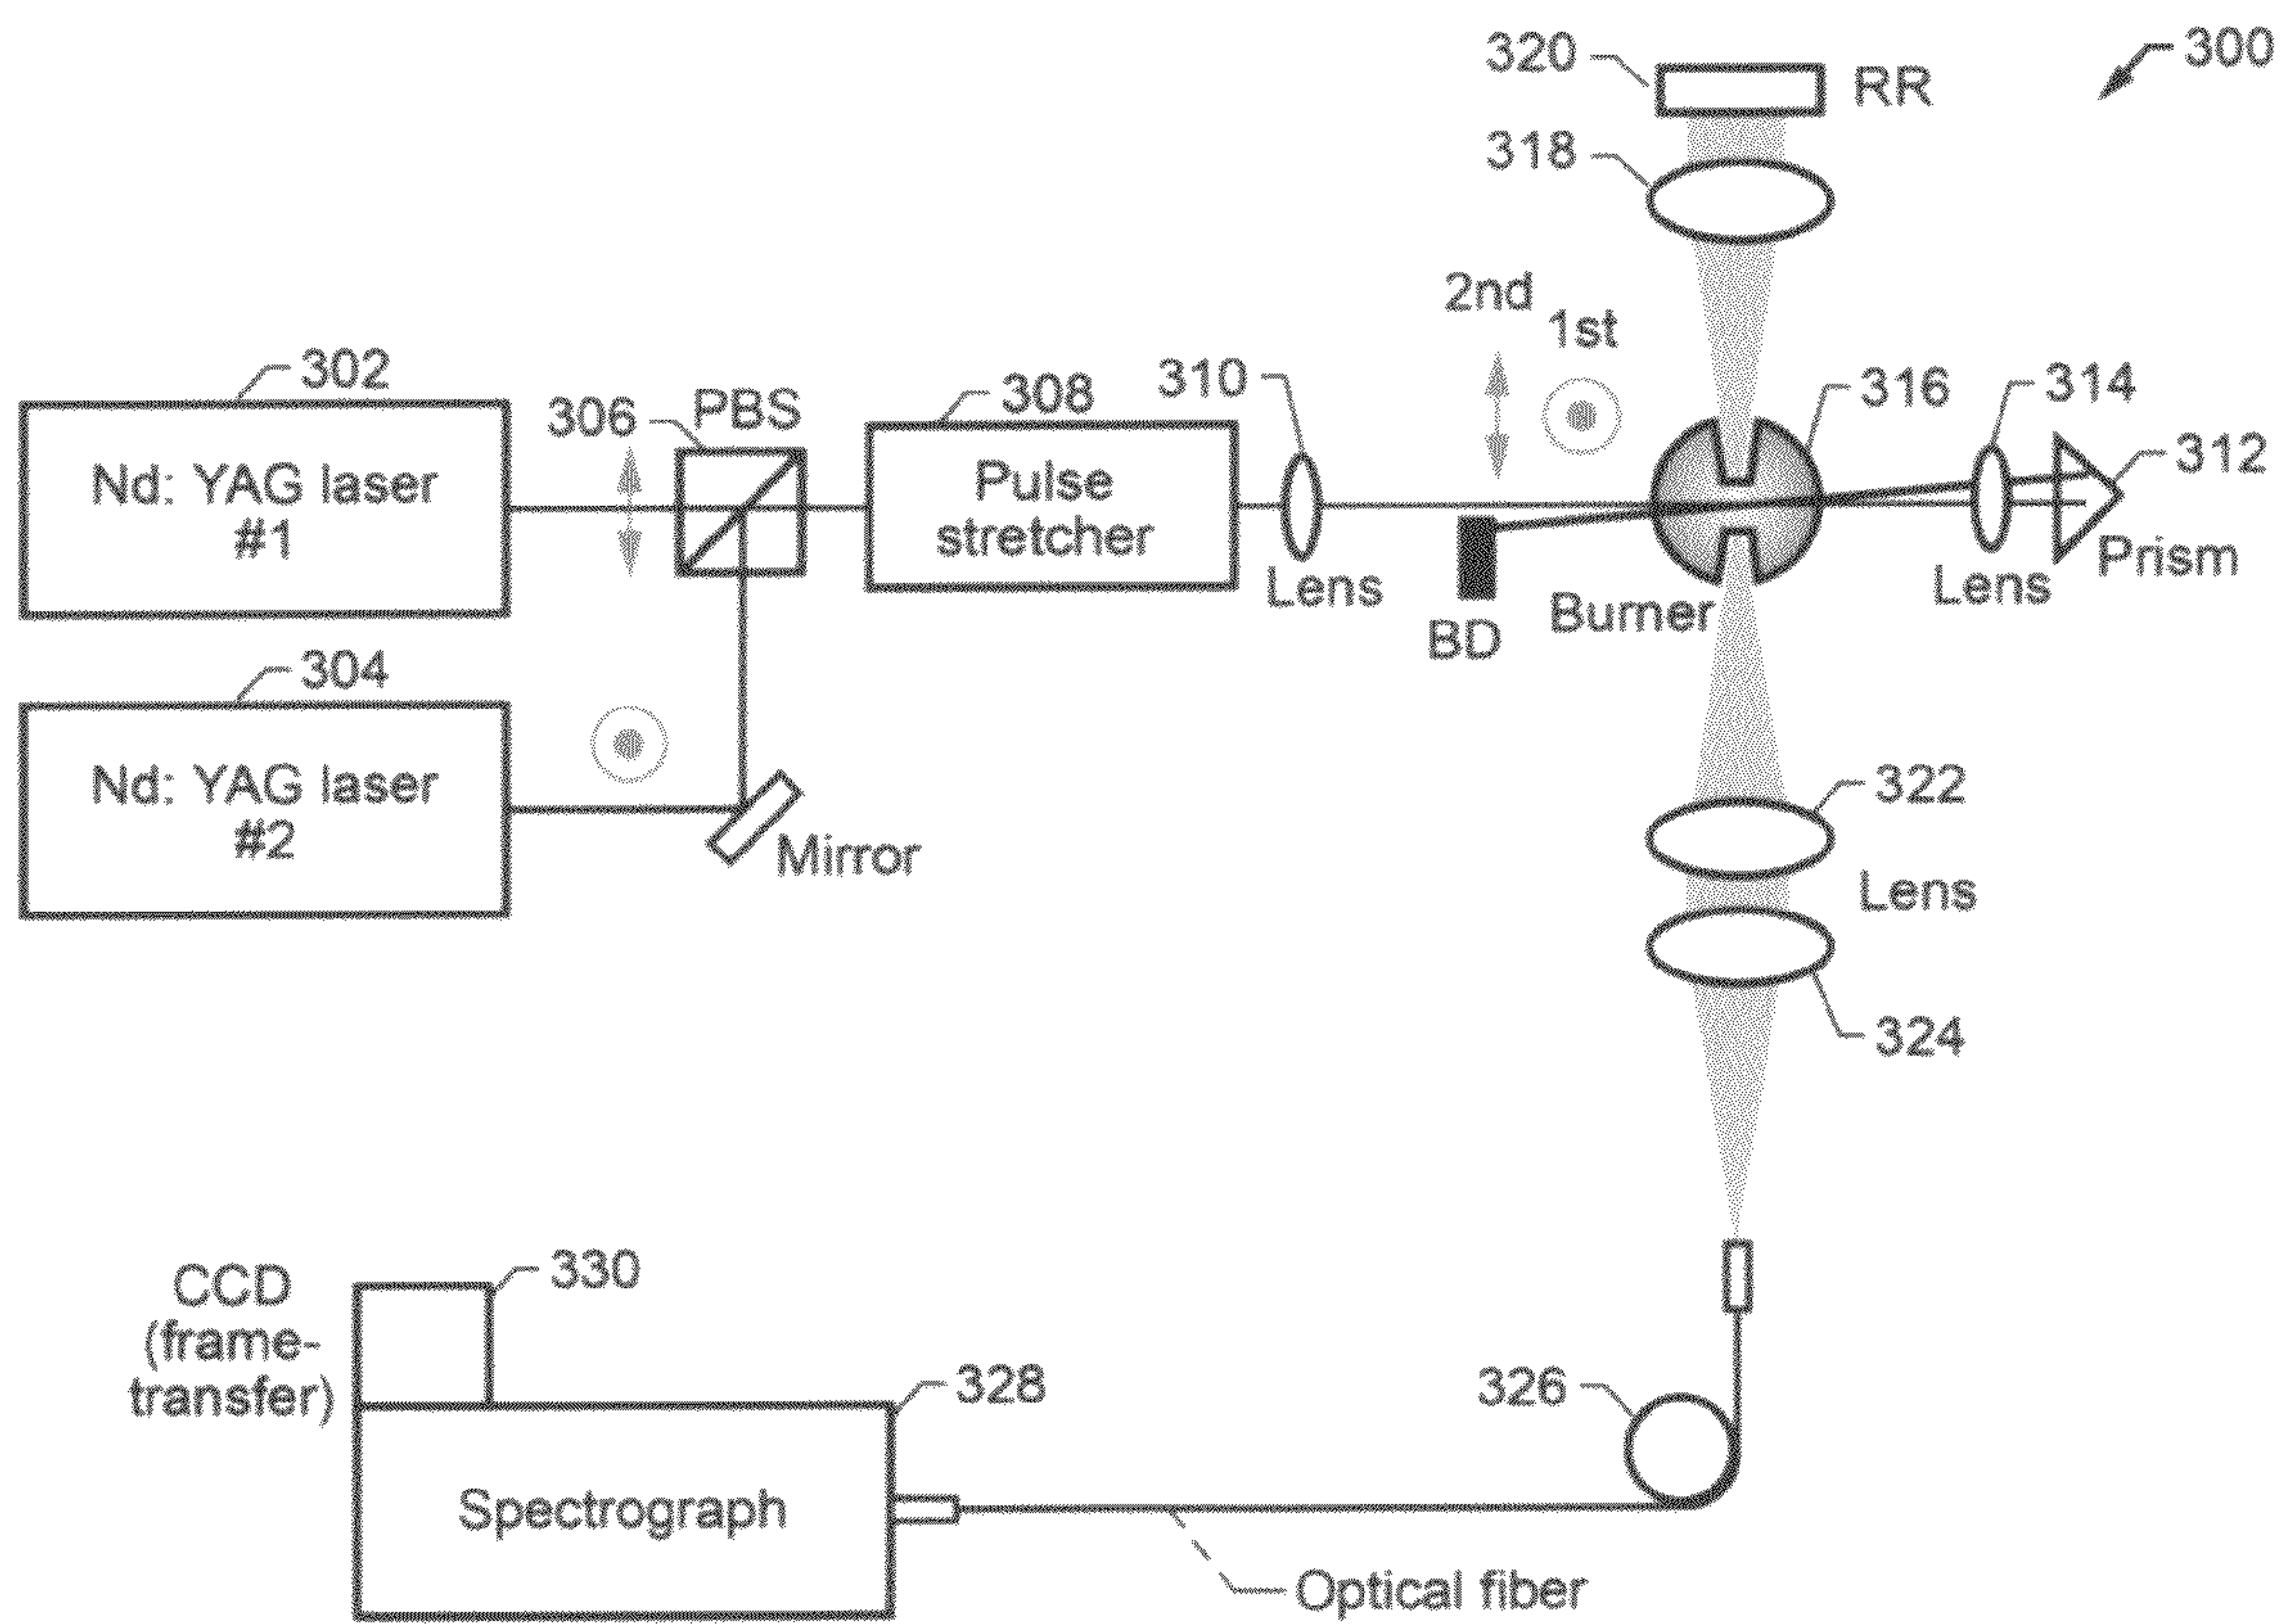 300
320
RR
318
2nd
1st
302
306
PBS
308
310
316
314
312
Nd: YAG laser
#1
Pulse
stretcher
Lens
BD
Burner
Lens
Prism
304
Nd: YAG laser
#2
Mirror
322
Lens
324
CCD
(frame-
transfer)
330
328
326
Spectrograph
Optical fiber